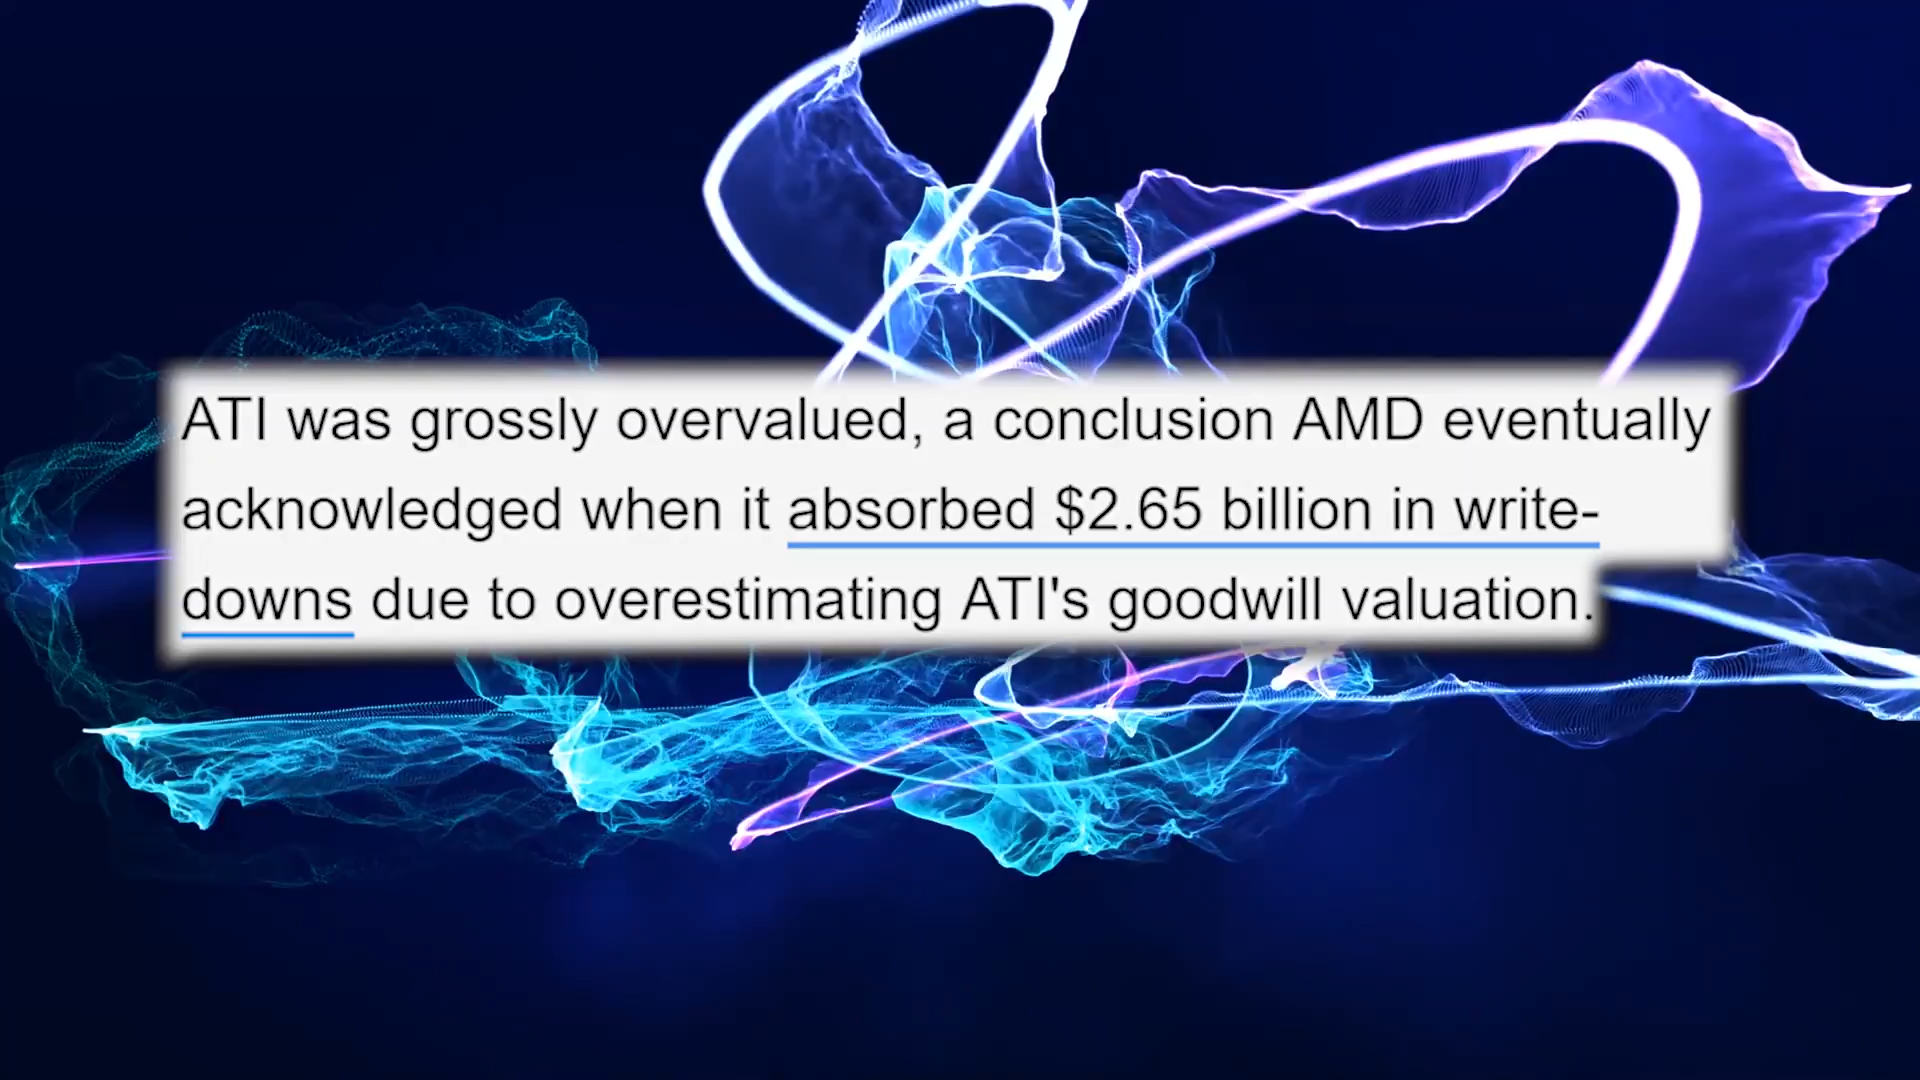 ATI was grossly overvalued, a conclusion AMD eventually
acknowledged when it absorbed $2.65 billion in write-
downs due to overestimating ATI's goodwill valuation.